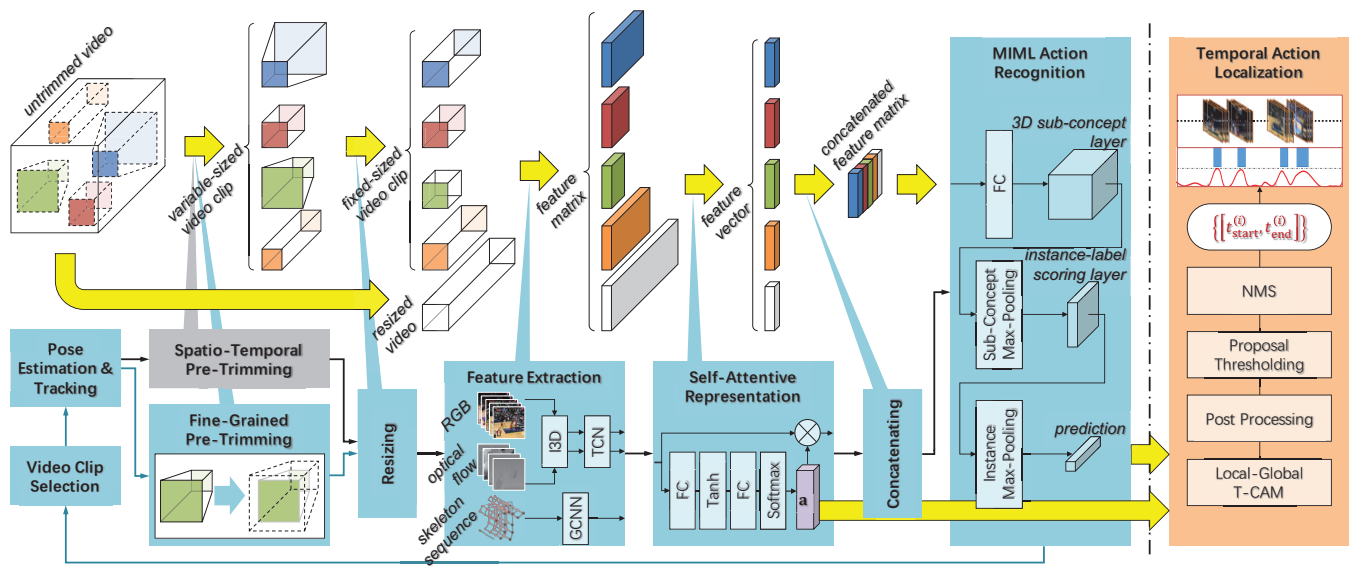 untrimmed video
variable-sized
video clip
fixed-sized
video clip
resized
video
feature
matrix
feature
vector
concatenated
feature matrix
Pose
Estimation &
Tracking
Video Clip
Selection
Spatio-Temporal
Pre-Trimming
Fine-Grained
Pre-Trimming
Resizing
Feature Extraction
RGB
optical
flow
skeleton
sequence
I3D
TCN
GCNN
Self-Attentive
Representation
FC
Tanh
FC
Softmax
a
Concatenating
MIML Action
Recognition
3D sub-concept
layer
FC
instance-label
scoring layer
Sub-Concept
Max-Pooling
Instance
Max-Pooling
prediction
Temporal Action
Localization
{[t_start^(i), t_end^(i)]}
NMS
Proposal
Thresholding
Post Processing
Local-Global
T-CAM